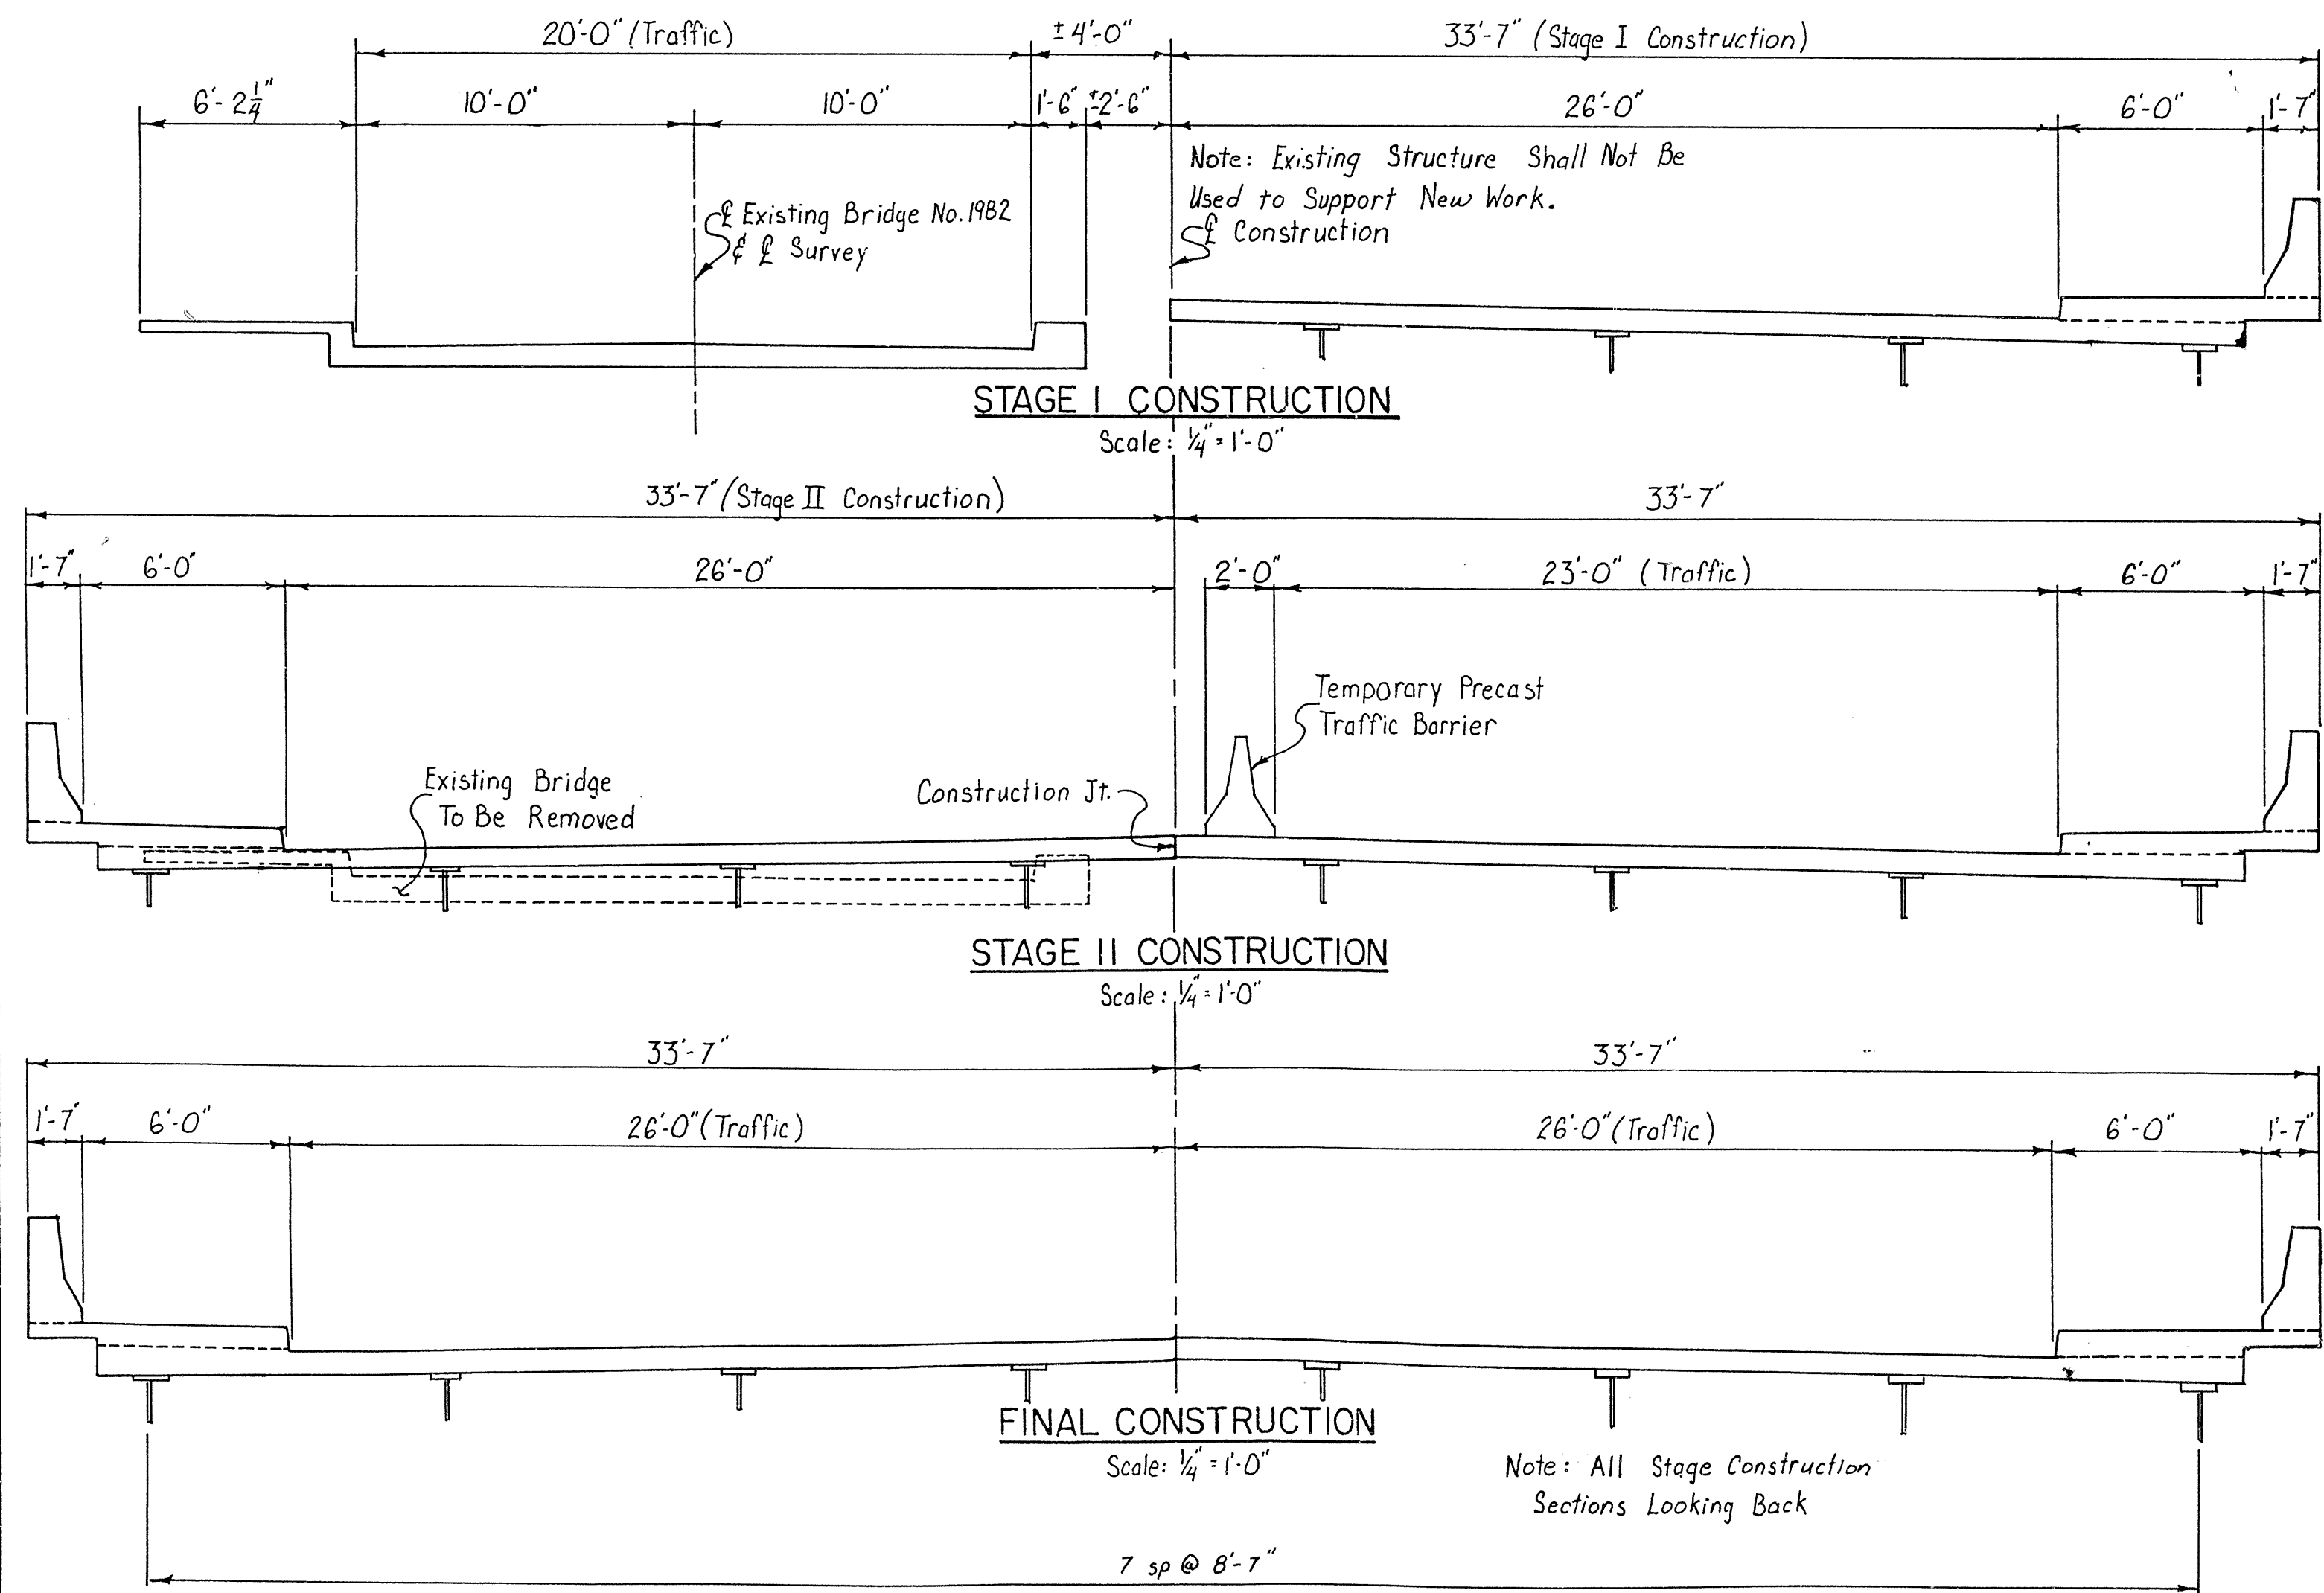 20'-0" (Traffic)
± 4'-0"
33'-7" (Stage I Construction)
6'-2 1/4"
10'-0"
10'-0"
1'-6"
±2'-6"
26'-0"
6'-0"
1'-7"
Note: Existing Structure Shall Not Be
Used to Support New Work.
℄ Construction
℄ Existing Bridge No. 1982
& ℄ Survey
STAGE I CONSTRUCTION
Scale: 1/4" = 1'-0"
33'-7" (Stage II Construction)
33'-7"
1'-7"
6'-0"
26'-0"
2'-0"
23'-0" (Traffic)
6'-0"
1'-7"
Temporary Precast
Traffic Barrier
Existing Bridge
To Be Removed
Construction Jt.
STAGE II CONSTRUCTION
Scale: 1/4" = 1'-0"
33'-7"
33'-7"
1'-7"
6'-0"
26'-0" (Traffic)
26'-0" (Traffic)
6'-0"
1'-7"
FINAL CONSTRUCTION
Scale: 1/4" = 1'-0"
Note: All Stage Construction
Sections Looking Back
7 sp @ 8'-7"